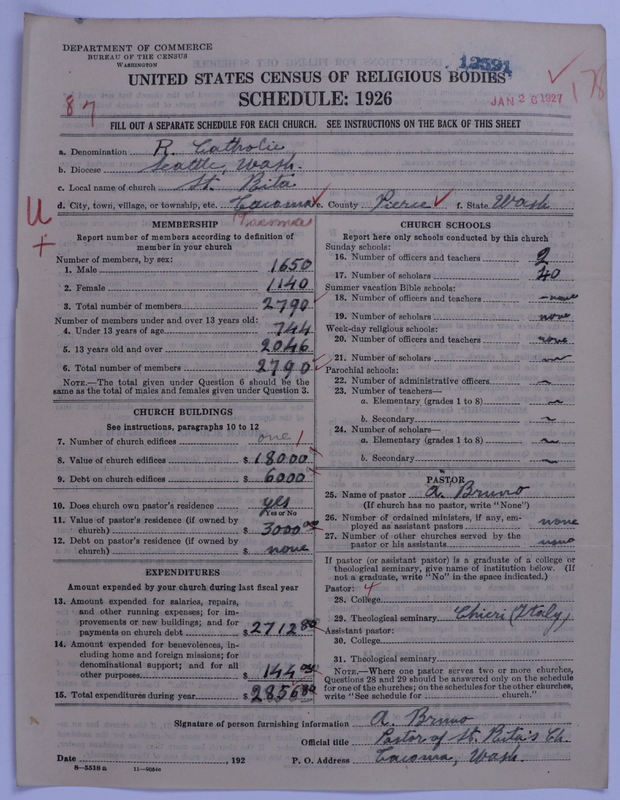 DEPARTMENT OF COMMERCE
BUREAU OF THE CENSUS
WASHINGTON
12391
UNITED STATES CENSUS OF RELIGIOUS BODIES
SCHEDULE: 1926
JAN 26 1927
178
87
FILL OUT A SEPARATE SCHEDULE FOR EACH CHURCH. SEE INSTRUCTIONS ON THE BACK OF THIS SHEET
a. Denomination R. Catholic
b. Diocese Seattle, Wash.
c. Local name of church St. Rita
d. City, town, village, or township, etc. Tacoma e. County Pierce f. State Wash
Tacoma
U
+
MEMBERSHIP
Report number of members according to definition of
member in your church
Number of members, by sex:
1. Male 1650
2. Female 1140
3. Total number of members 2790
Number of members under and over 13 years old:
4. Under 13 years of age 744
5. 13 years old and over 2046
6. Total number of members 2790
NOTE.—The total given under Question 6 should be the
same as the total of males and females given under Question 3.
CHURCH BUILDINGS
See instructions, paragraphs 10 to 12
7. Number of church edifices one 1
8. Value of church edifices $ 18000
9. Debt on church edifices $ 6000
10. Does church own pastor's residence yes
Yes or No
11. Value of pastor's residence (if owned by
church) $ 3000 00
12. Debt on pastor's residence (if owned by
church) $ none
EXPENDITURES
Amount expended by your church during last fiscal year
13. Amount expended for salaries, repairs,
and other running expenses; for im-
provements or new buildings; and for
payments on church debt $ 2712 80
14. Amount expended for benevolences, in-
cluding home and foreign missions; for
denominational support; and for all
other purposes $ 144 00
15. Total expenditures during year $ 2856 80
CHURCH SCHOOLS
Report here only schools conducted by this church
Sunday schools:
16. Number of officers and teachers 2
17. Number of scholars 40
Summer vacation Bible schools:
18. Number of officers and teachers none
19. Number of scholars none
Week-day religious schools:
20. Number of officers and teachers none
21. Number of scholars
Parochial schools:
22. Number of administrative officers
23. Number of teachers—
a. Elementary (grades 1 to 8)
b. Secondary
24. Number of scholars—
a. Elementary (grades 1 to 8)
b. Secondary
PASTOR
25. Name of pastor A. Bruno
(If church has no pastor, write "None")
26. Number of ordained ministers, if any, em-
ployed as assistant pastors none
27. Number of other churches served by the
pastor or his assistants none
If pastor (or assistant pastor) is a graduate of a college or
theological seminary, give name of institution below. (If
not a graduate, write "No" in the space indicated.)
Pastor: 4
28. College
29. Theological seminary Chieri (Italy)
Assistant pastor:
30. College
31. Theological seminary
NOTE.—Where one pastor serves two or more churches,
Questions 28 and 29 should be answered only on the schedule
for one of the churches; on the schedules for the other churches,
write "See schedule for church."
Signature of person furnishing information A. Bruno
Official title Pastor of St. Rita's Ch.
Date , 192 P. O. Address Tacoma, Wash.
8—5518 a 11—9054c